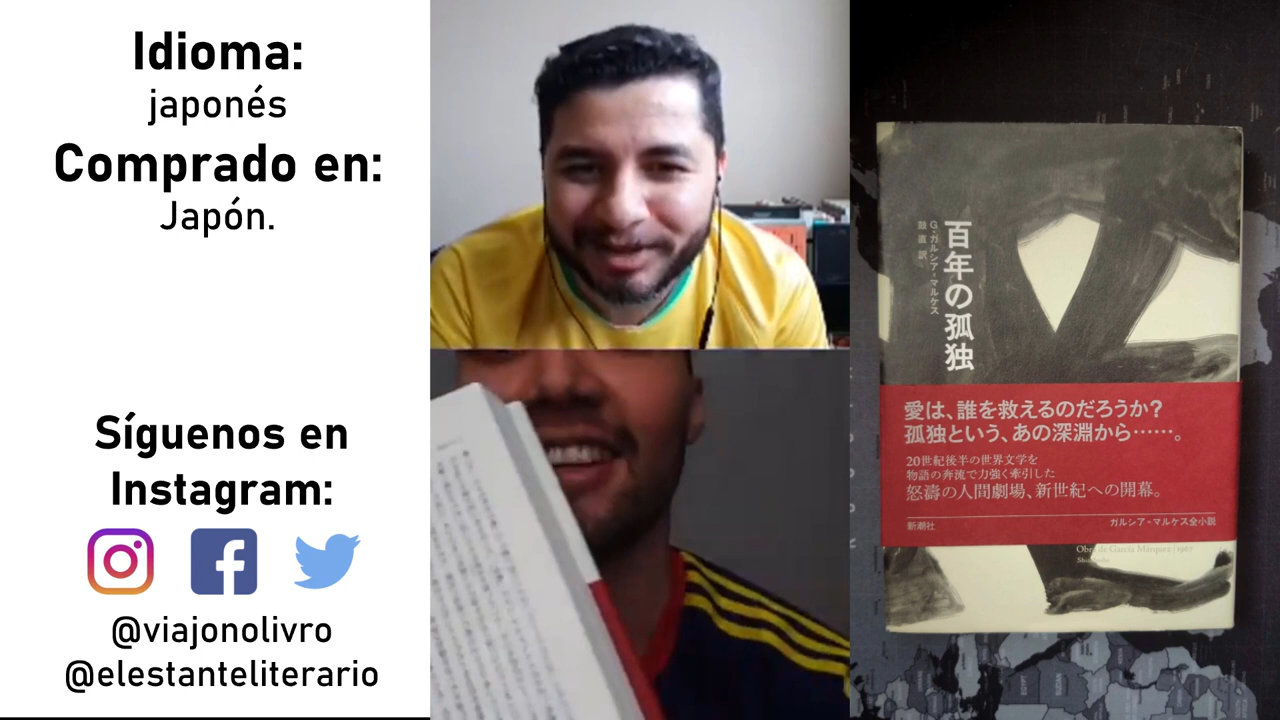 Idioma:
japonés
Comprado en:
Japón.
Síguenos en
Instagram:
@viajonolivro
@elestanteliterario
百年の孤独
G・ガルシア・マルケス
鼓 直 訳
愛は、誰を救えるのだろうか？
孤独という、あの深淵から……。
20世紀後半の世界文学を
物語の奔流で力強く牽引した
怒濤の人間劇場、新世紀への開幕。
新潮社
ガルシア・マルケス全小説
Obra de García Márquez | 1967
EGYPT
SUDAN